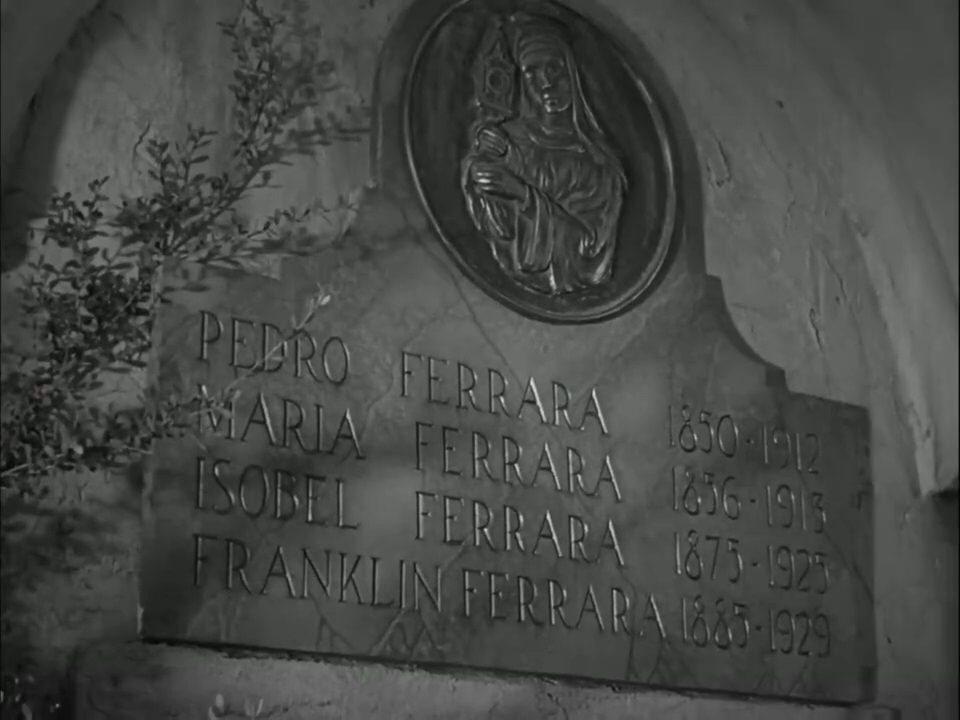 PEDRO FERRARA 1850-1912
MARIA FERRARA 1856-1913
ISOBEL FERRARA 1875-1925
FRANKLIN FERRARA 1885-1929